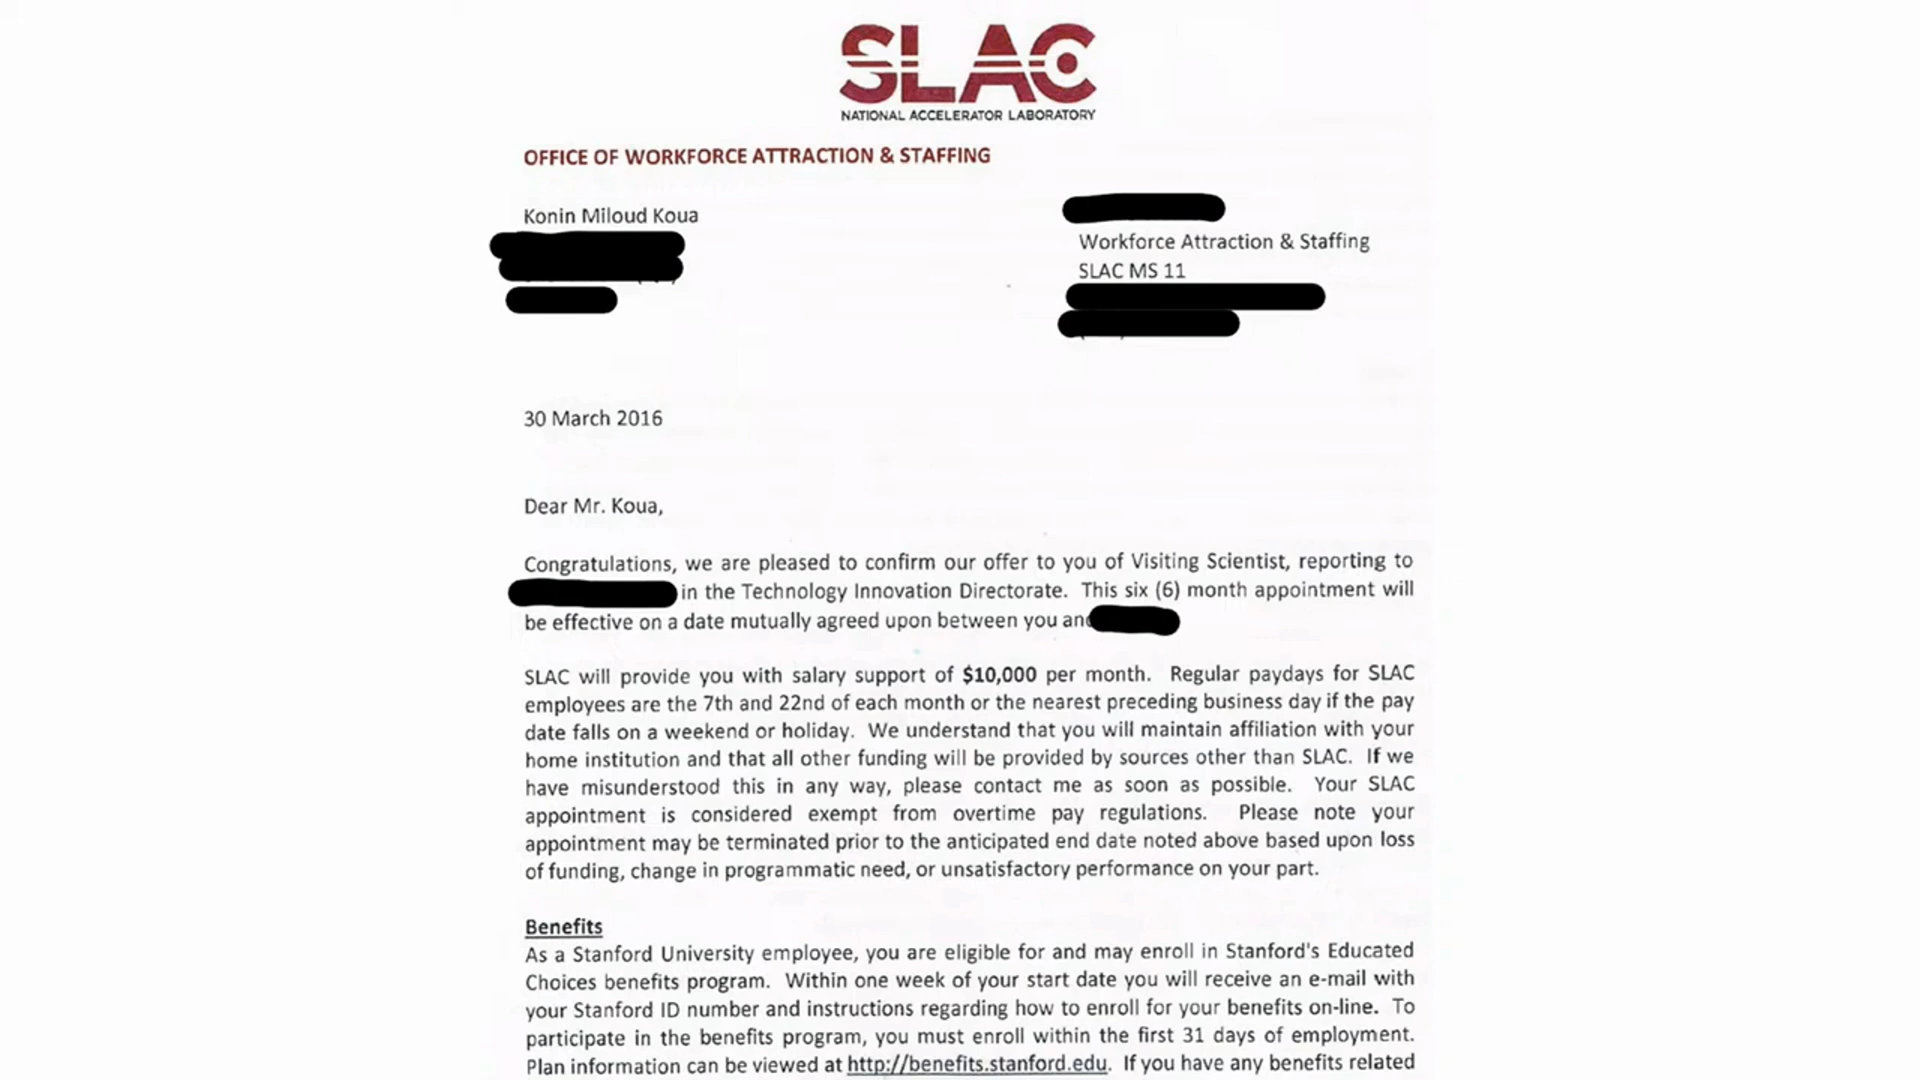 SLAC
NATIONAL ACCELERATOR LABORATORY
OFFICE OF WORKFORCE ATTRACTION & STAFFING
Konin Miloud Koua
Workforce Attraction & Staffing
SLAC MS 11
30 March 2016
Dear Mr. Koua,
Congratulations, we are pleased to confirm our offer to you of Visiting Scientist, reporting to
in the Technology Innovation Directorate. This six (6) month appointment will
be effective on a date mutually agreed upon between you and
SLAC will provide you with salary support of $10,000 per month. Regular paydays for SLAC
employees are the 7th and 22nd of each month or the nearest preceding business day if the pay
date falls on a weekend or holiday. We understand that you will maintain affiliation with your
home institution and that all other funding will be provided by sources other than SLAC. If we
have misunderstood this in any way, please contact me as soon as possible. Your SLAC
appointment is considered exempt from overtime pay regulations. Please note your
appointment may be terminated prior to the anticipated end date noted above based upon loss
of funding, change in programmatic need, or unsatisfactory performance on your part.
Benefits
As a Stanford University employee, you are eligible for and may enroll in Stanford's Educated
Choices benefits program. Within one week of your start date you will receive an e-mail with
your Stanford ID number and instructions regarding how to enroll for your benefits on-line. To
participate in the benefits program, you must enroll within the first 31 days of employment.
Plan information can be viewed at http://benefits.stanford.edu. If you have any benefits related